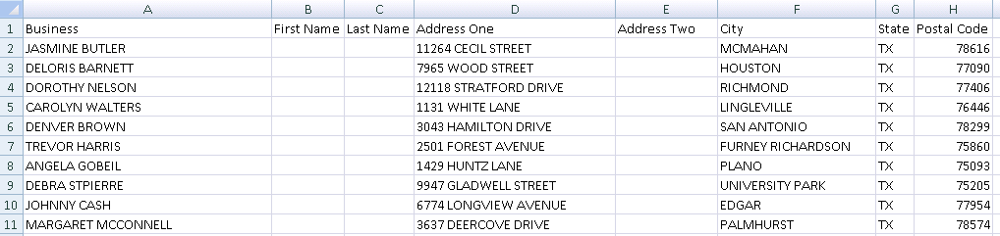 A B C D E F G H
1 Business First Name Last Name Address One Address Two City State Postal Code
2 JASMINE BUTLER 11264 CECIL STREET MCMAHAN TX 78616
3 DELORIS BARNETT 7965 WOOD STREET HOUSTON TX 77090
4 DOROTHY NELSON 12118 STRATFORD DRIVE RICHMOND TX 77406
5 CAROLYN WALTERS 1131 WHITE LANE LINGLEVILLE TX 76446
6 DENVER BROWN 3043 HAMILTON DRIVE SAN ANTONIO TX 78299
7 TREVOR HARRIS 2501 FOREST AVENUE FURNEY RICHARDSON TX 75860
8 ANGELA GOBEIL 1429 HUNTZ LANE PLANO TX 75093
9 DEBRA STPIERRE 9947 GLADWELL STREET UNIVERSITY PARK TX 75205
10 JOHNNY CASH 6774 LONGVIEW AVENUE EDGAR TX 77954
11 MARGARET MCCONNELL 3637 DEERCOVE DRIVE PALMHURST TX 78574